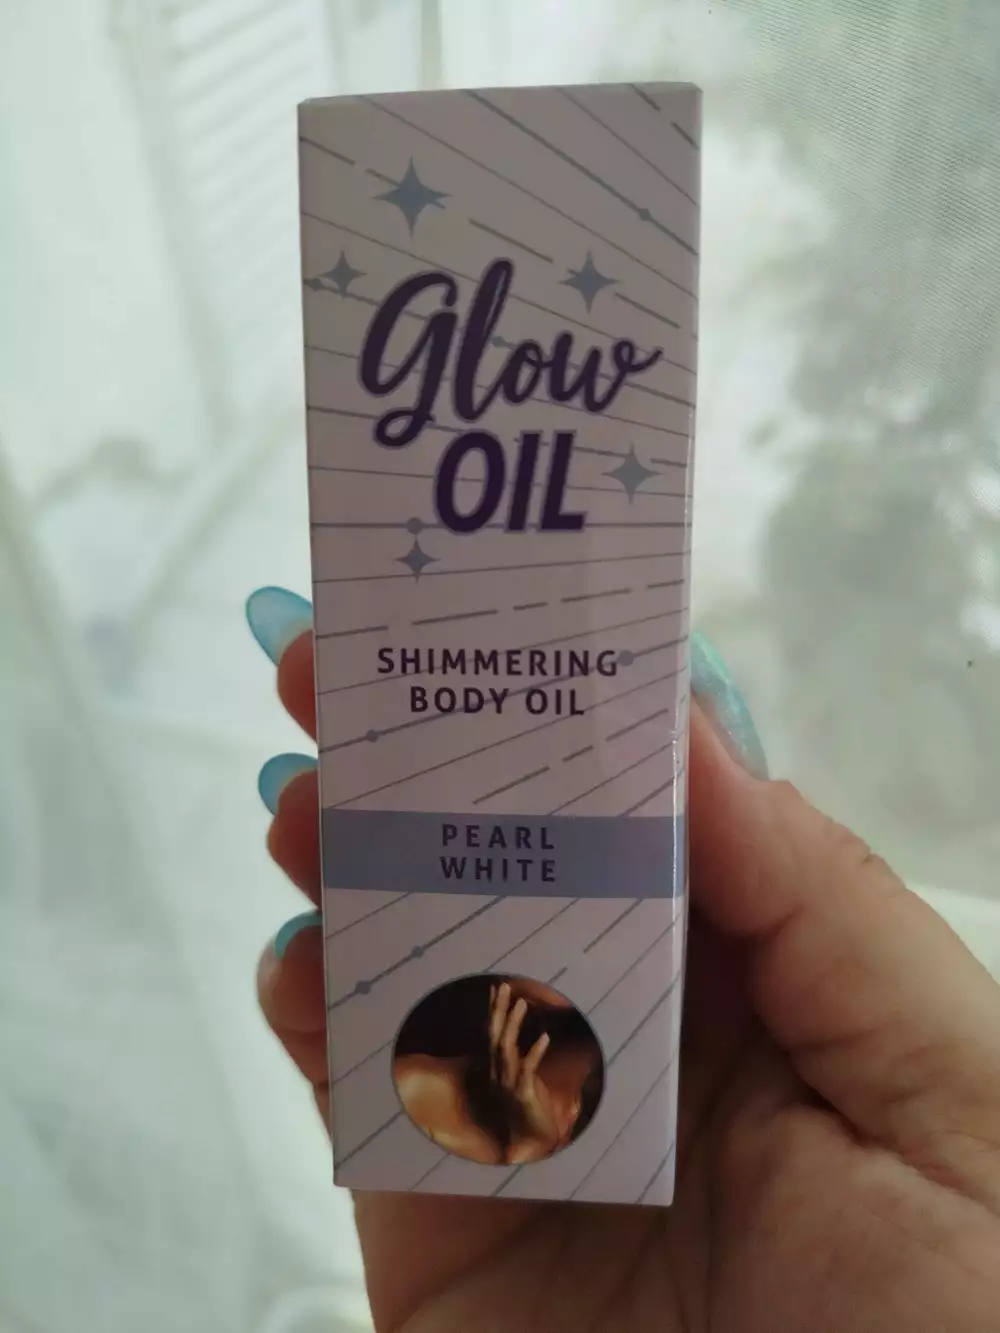 Glow
OIL
SHIMMERING
BODY OIL
PEARL
WHITE